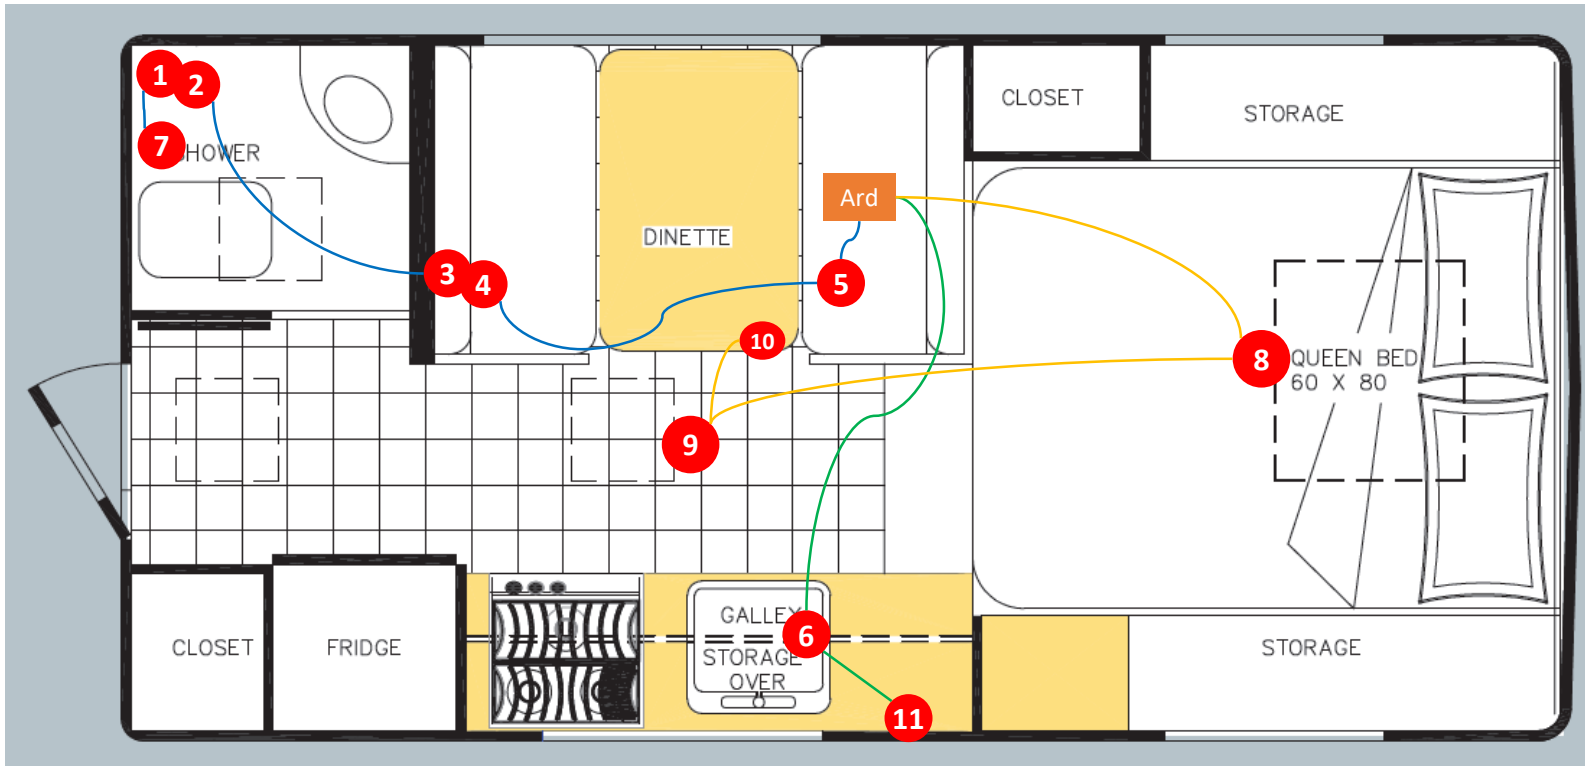 1
2
CLOSET
STORAGE
7
SHOWER
Ard
DINETTE
3
4
5
10
8
QUEEN BED
60 X 80
9
GALLEY
6
CLOSET
FRIDGE
STORAGE
OVER
STORAGE
11